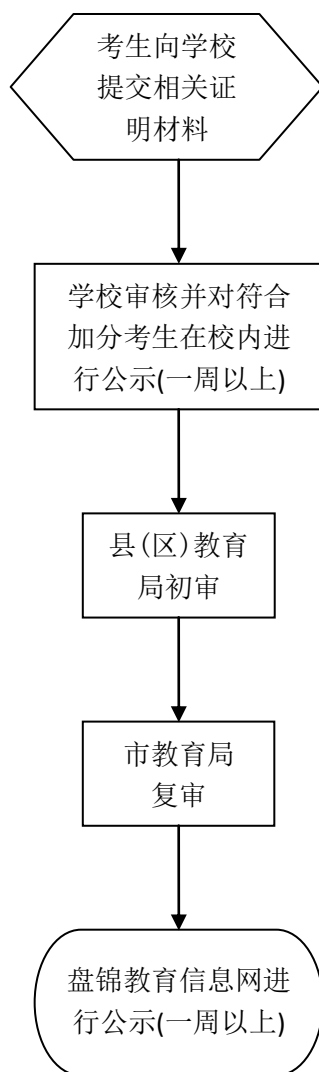 考生向学校
提交相关证
明材料
学校审核并对符合
加分考生在校内进
行公示(一周以上)
县(区)教育
局初审
市教育局
复审
盘锦教育信息网进
行公示(一周以上)